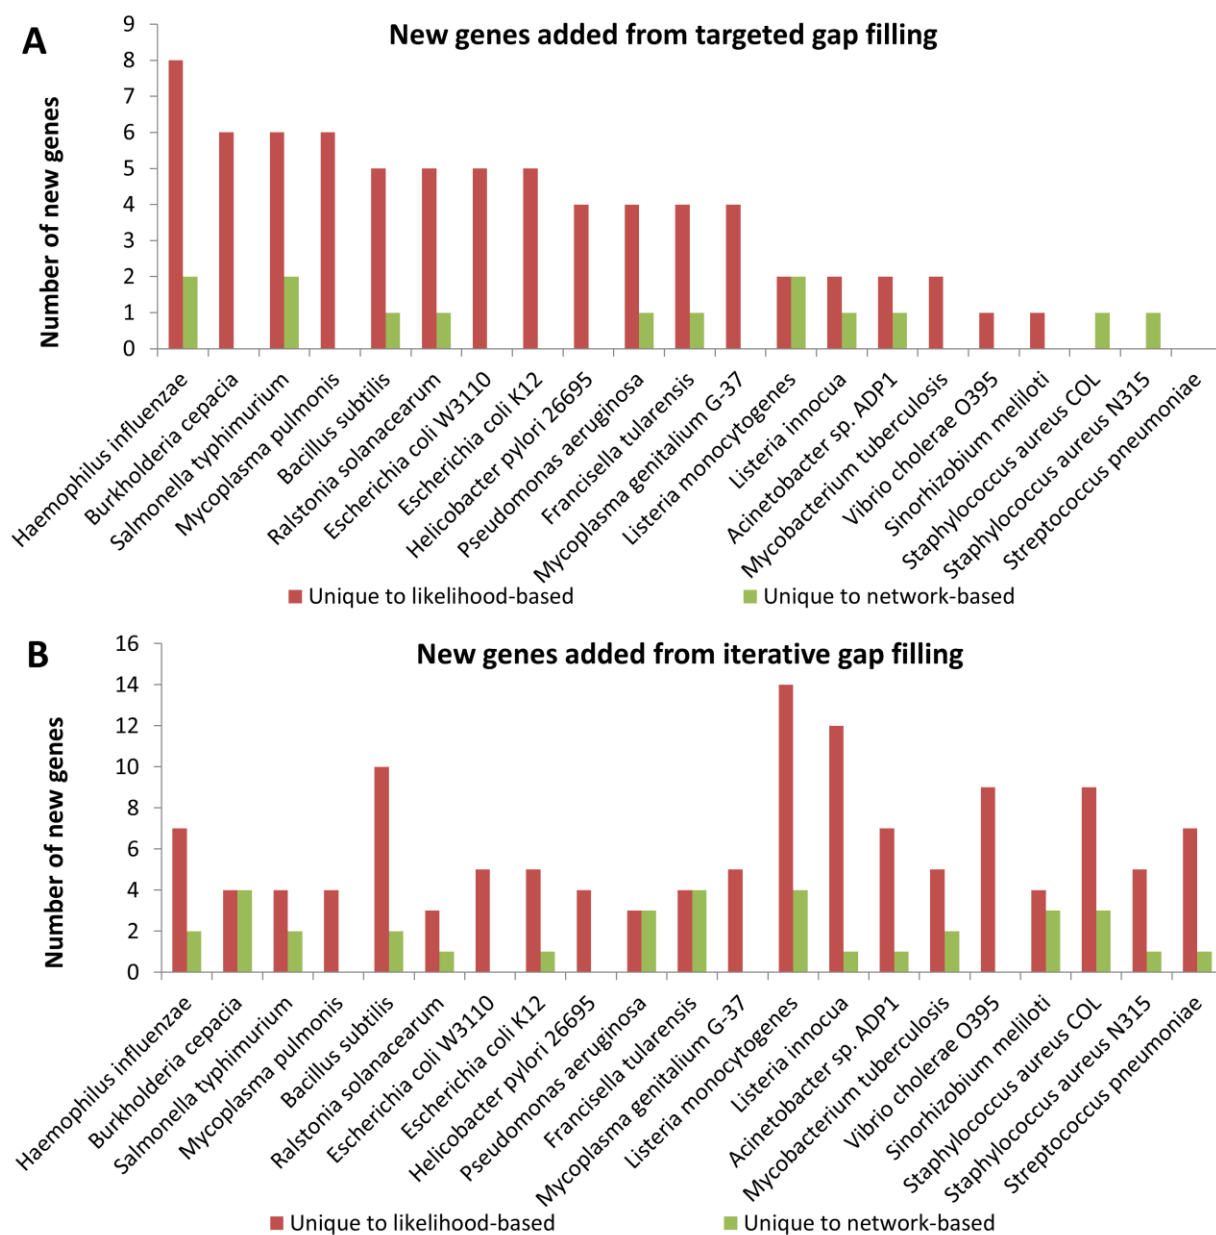 A
New genes added from targeted gap filling
Number of new genes
9
8
7
6
5
4
3
2
1
0
Haemophilus influenzae
Burkholderia cepacia
Salmonella typhimurium
Mycoplasma pulmonis
Bacillus subtilis
Ralstonia solanacearum
Escherichia coli W3110
Escherichia coli K12
Helicobacter pylori 26695
Pseudomonas aeruginosa
Francisella tularensis
Mycoplasma genitalium G-37
Listeria monocytogenes
Listeria innocua
Acinetobacter sp. ADP1
Mycobacterium tuberculosis
Vibrio cholerae O395
Sinorhizobium meliloti
Staphylococcus aureus COL
Staphylococcus aureus N315
Streptococcus pneumoniae
Unique to likelihood-based
Unique to network-based
B
New genes added from iterative gap filling
Number of new genes
16
14
12
10
8
6
4
2
0
Haemophilus influenzae
Burkholderia cepacia
Salmonella typhimurium
Mycoplasma pulmonis
Bacillus subtilis
Ralstonia solanacearum
Escherichia coli W3110
Escherichia coli K12
Helicobacter pylori 26695
Pseudomonas aeruginosa
Francisella tularensis
Mycoplasma genitalium G-37
Listeria monocytogenes
Listeria innocua
Acinetobacter sp. ADP1
Mycobacterium tuberculosis
Vibrio cholerae O395
Sinorhizobium meliloti
Staphylococcus aureus COL
Staphylococcus aureus N315
Streptococcus pneumoniae
Unique to likelihood-based
Unique to network-based